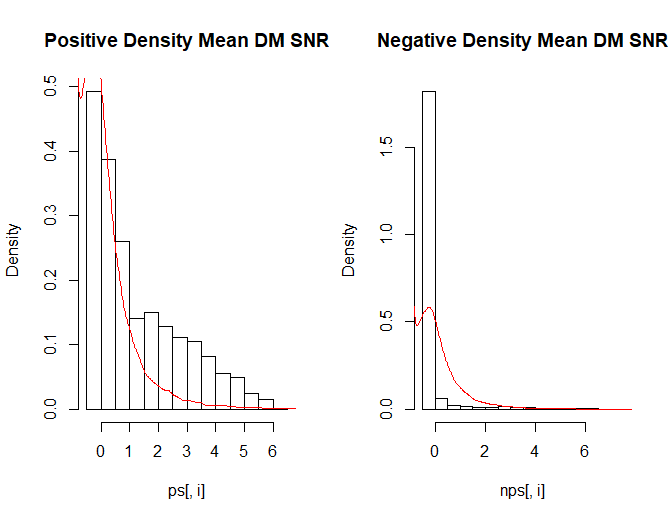 Positive Density Mean DM SNR
Density
0.0 0.1 0.2 0.3 0.4 0.5
0 1 2 3 4 5 6
ps[, i]
Negative Density Mean DM SNR
Density
0.0 0.5 1.0 1.5
0 2 4 6
nps[, i]